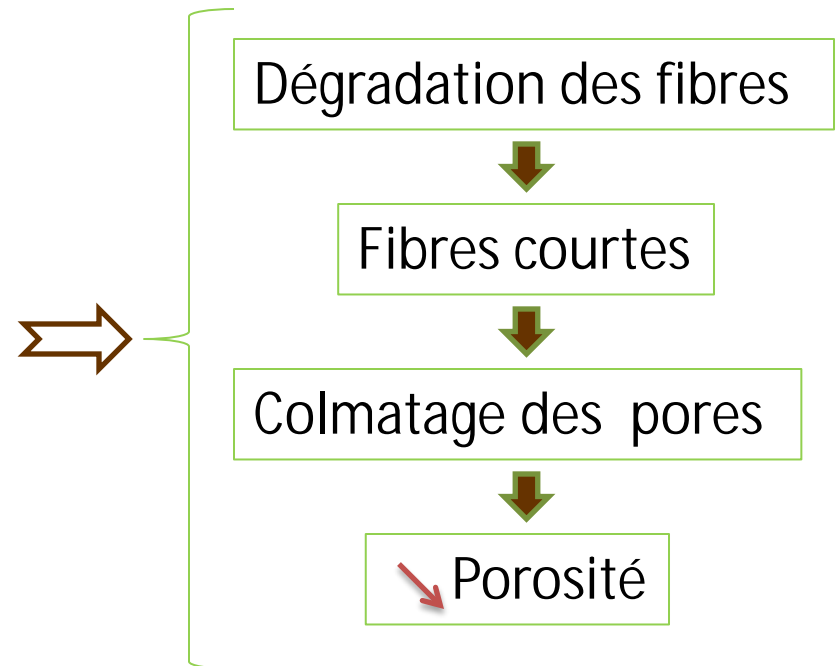 Dégradation des fibres
Fibres courtes
Colmatage des pores
Porosité